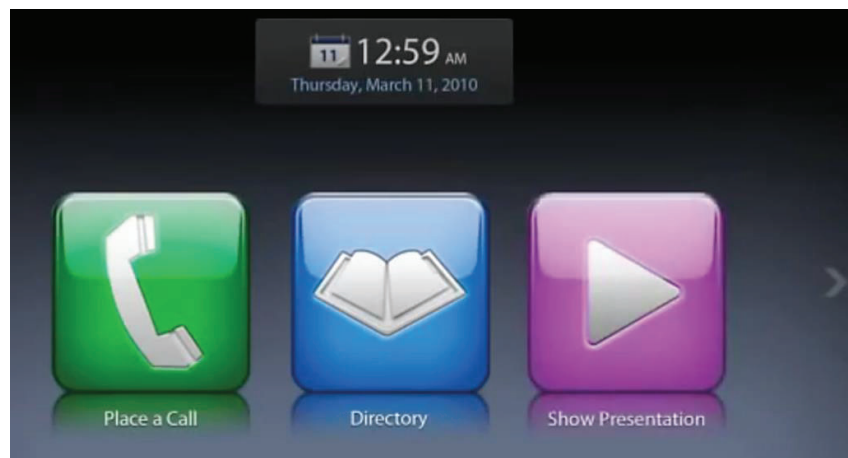 11 12:59 AM
Thursday, March 11, 2010
Place a Call
Directory
Show Presentation